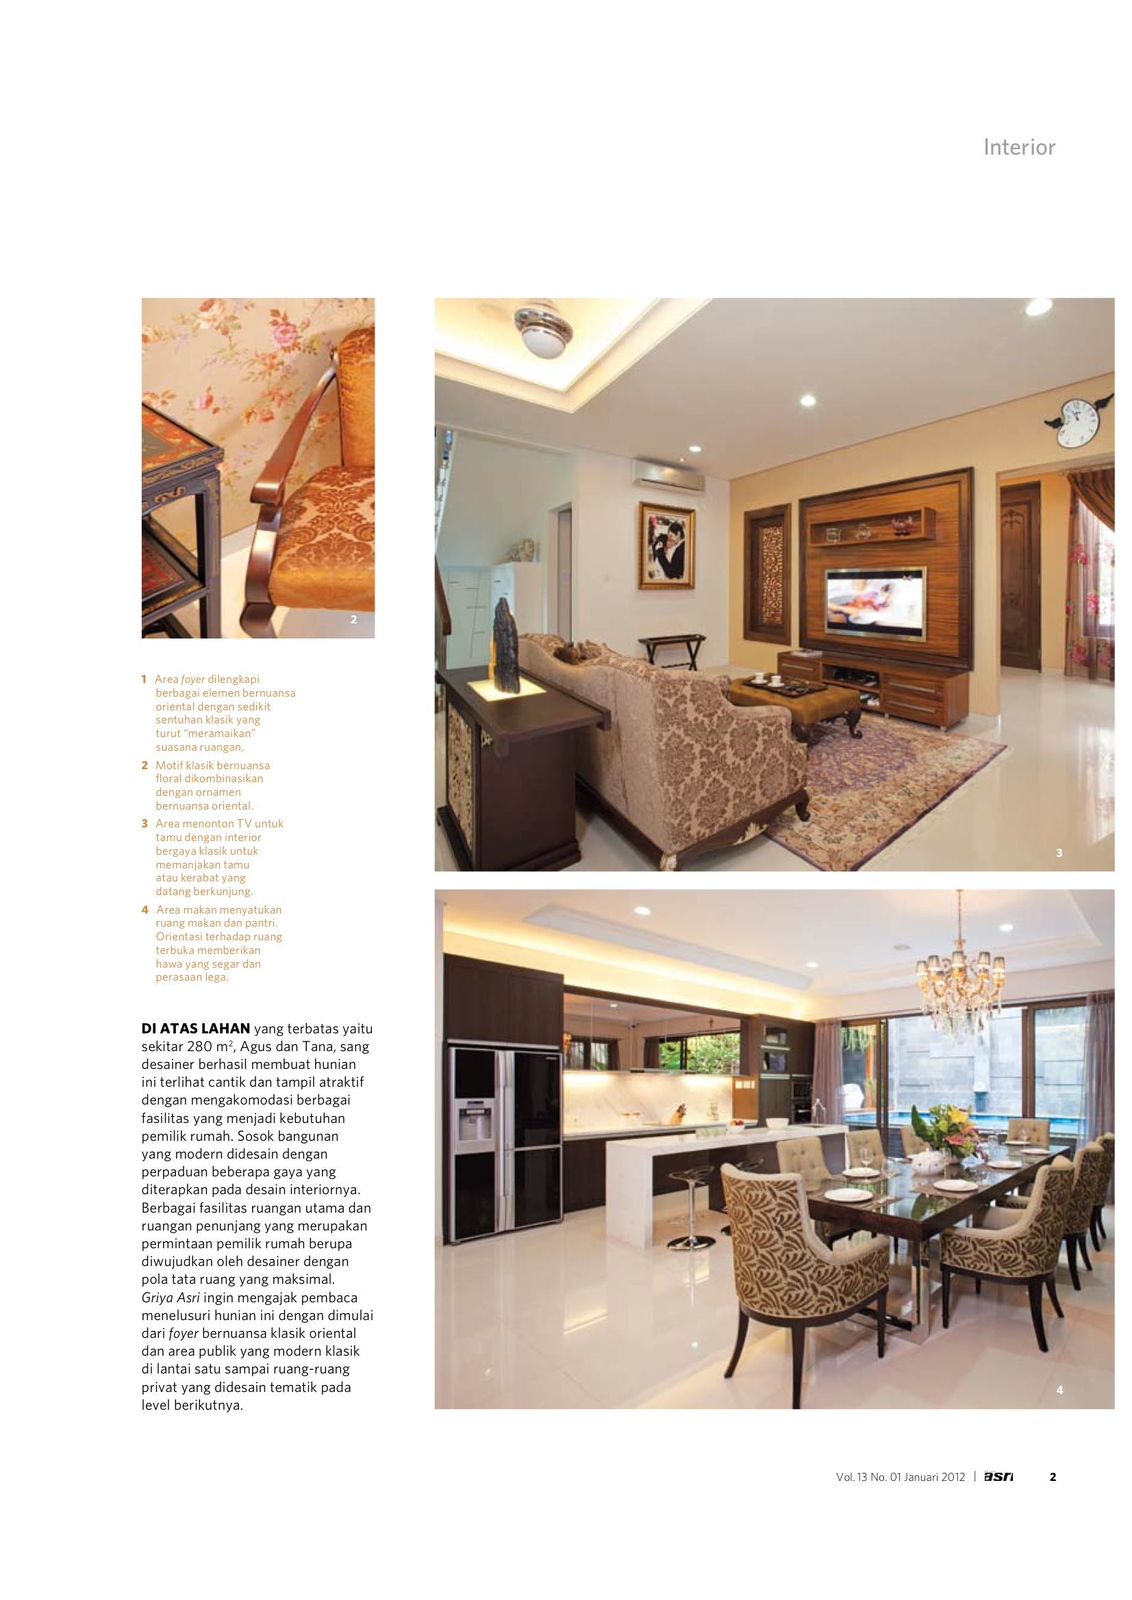 Interior
2
1 Area foyer dilengkapi
berbagai elemen bernuansa
oriental dengan sedikit
sentuhan klasik yang
turut “meramaikan”
suasana ruangan.
2 Motif klasik bernuansa
floral dikombinasikan
dengan ornamen
bernuansa oriental.
3 Area menonton TV untuk
tamu dengan interior
bergaya klasik untuk
memanjakan tamu
atau kerabat yang
datang berkunjung.
4 Area makan menyatukan
ruang makan dan pantri.
Orientasi terhadap ruang
terbuka memberikan
hawa yang segar dan
perasaan lega.
DI ATAS LAHAN yang terbatas yaitu
sekitar 280 m², Agus dan Tana, sang
desainer berhasil membuat hunian
ini terlihat cantik dan tampil atraktif
dengan mengakomodasi berbagai
fasilitas yang menjadi kebutuhan
pemilik rumah. Sosok bangunan
yang modern didesain dengan
perpaduan beberapa gaya yang
diterapkan pada desain interiornya.
Berbagai fasilitas ruangan utama dan
ruangan penunjang yang merupakan
permintaan pemilik rumah berupa
diwujudkan oleh desainer dengan
pola tata ruang yang maksimal.
Griya Asri ingin mengajak pembaca
menelusuri hunian ini dengan dimulai
dari foyer bernuansa klasik oriental
dan area publik yang modern klasik
di lantai satu sampai ruang-ruang
privat yang didesain tematik pada
level berikutnya.
3
4
Vol. 13 No. 01 Januari 2012 | asri 2